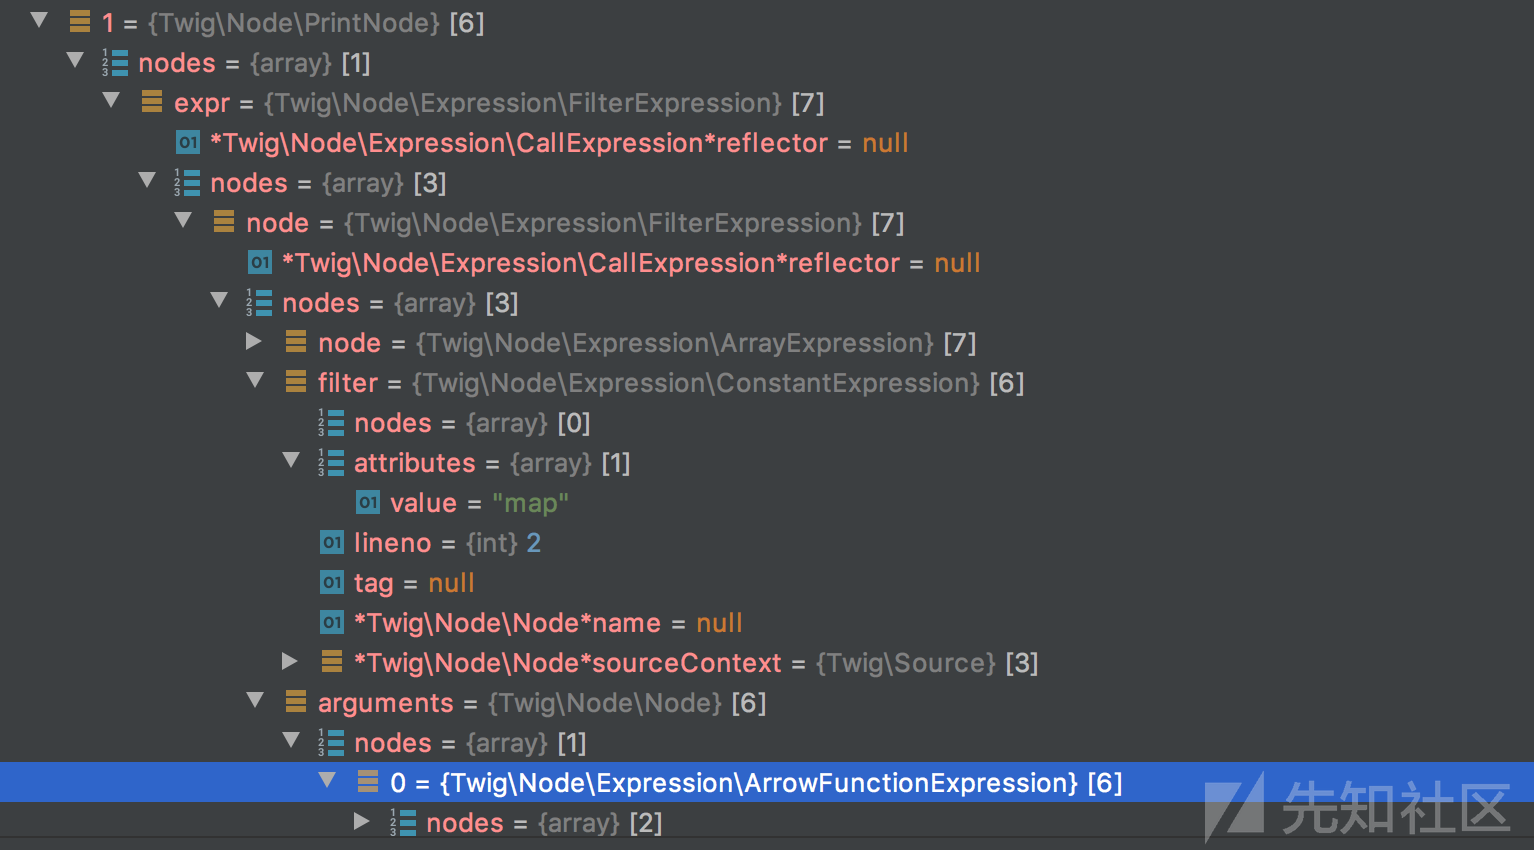 1 = {Twig\Node\PrintNode} [6]
nodes = {array} [1]
expr = {Twig\Node\Expression\FilterExpression} [7]
*Twig\Node\Expression\CallExpression*reflector = null
nodes = {array} [3]
node = {Twig\Node\Expression\FilterExpression} [7]
*Twig\Node\Expression\CallExpression*reflector = null
nodes = {array} [3]
node = {Twig\Node\Expression\ArrayExpression} [7]
filter = {Twig\Node\Expression\ConstantExpression} [6]
nodes = {array} [0]
attributes = {array} [1]
value = "map"
lineno = {int} 2
tag = null
*Twig\Node\Node*name = null
*Twig\Node\Node*sourceContext = {Twig\Source} [3]
arguments = {Twig\Node\Node} [6]
nodes = {array} [1]
0 = {Twig\Node\Expression\ArrowFunctionExpression} [6]
nodes = {array} [2]
先知社区